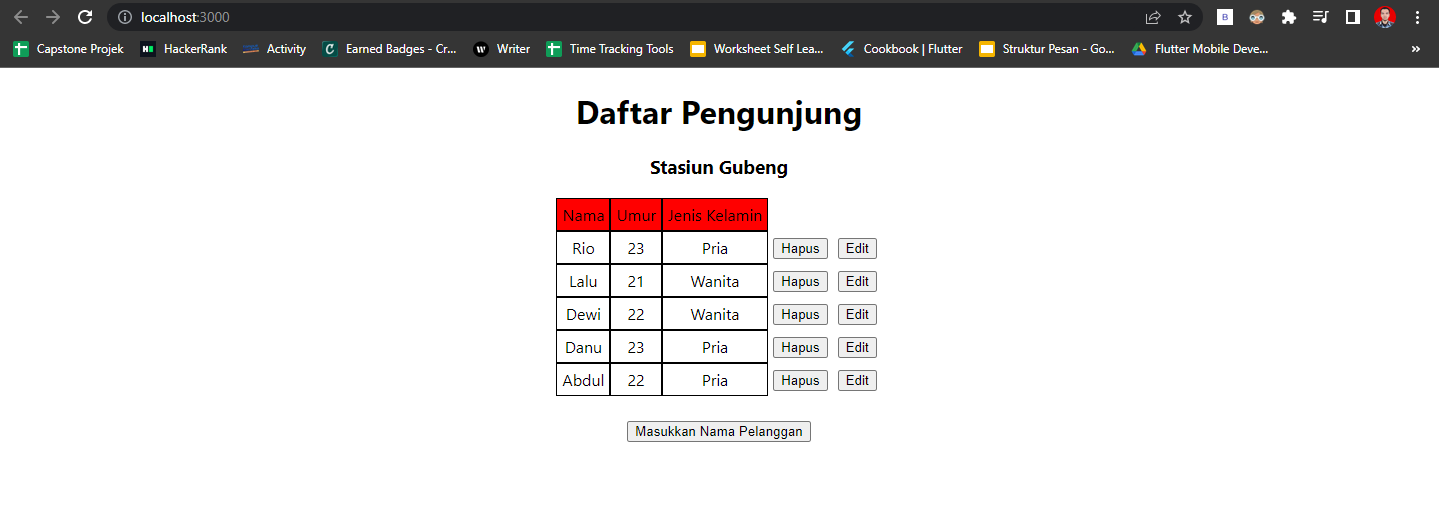 localhost:3000
Capstone Projek HackerRank Activity Earned Badges - Cr... Writer Time Tracking Tools Worksheet Self Lea... Cookbook | Flutter Struktur Pesan - Go... Flutter Mobile Deve... »
Daftar Pengunjung
Stasiun Gubeng
Nama Umur Jenis Kelamin
Rio 23 Pria Hapus Edit
Lalu 21 Wanita Hapus Edit
Dewi 22 Wanita Hapus Edit
Danu 23 Pria Hapus Edit
Abdul 22 Pria Hapus Edit
Masukkan Nama Pelanggan